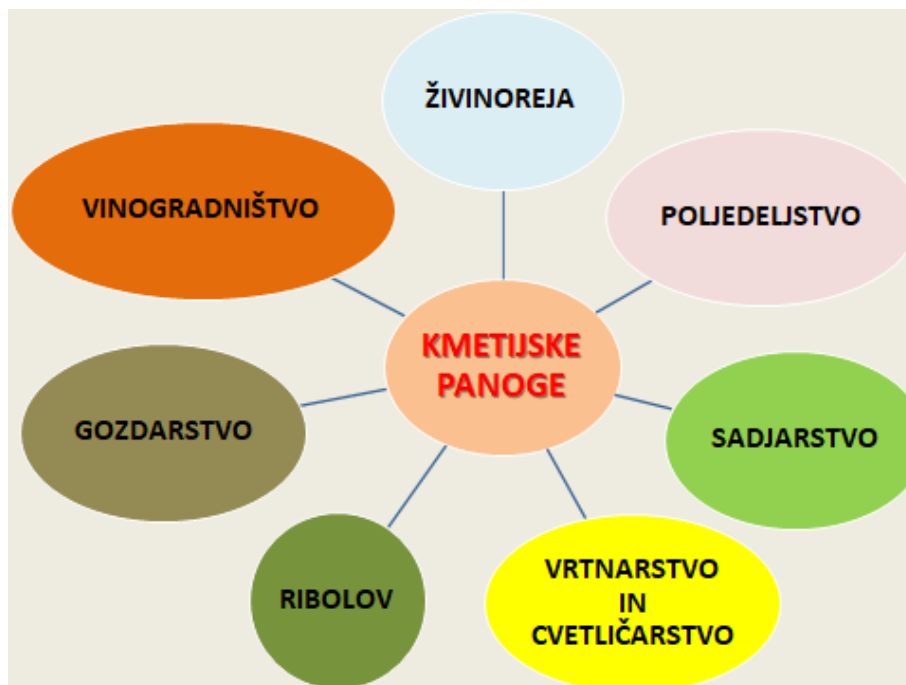 ŽIVINOREJA
VINOGRADNIŠTVO
POLJEDELJSTVO
KMETIJSKE
PANOGE
GOZDARSTVO
SADJARSTVO
RIBOLOV
VRTNARSTVO
IN
CVETLIČARSTVO